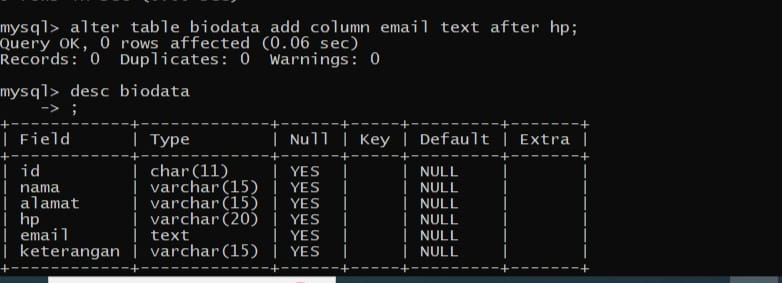 mysql> alter table biodata add column email text after hp;
Query OK, 0 rows affected (0.06 sec)
Records: 0  Duplicates: 0  Warnings: 0

mysql> desc biodata
    -> ;
+------------+-------------+------+-----+---------+-------+
| Field      | Type        | Null | Key | Default | Extra |
+------------+-------------+------+-----+---------+-------+
| id         | char(11)    | YES  |     | NULL    |       |
| nama       | varchar(15) | YES  |     | NULL    |       |
| alamat     | varchar(15) | YES  |     | NULL    |       |
| hp         | varchar(20) | YES  |     | NULL    |       |
| email      | text        | YES  |     | NULL    |       |
| keterangan | varchar(15) | YES  |     | NULL    |       |
+------------+-------------+------+-----+---------+-------+